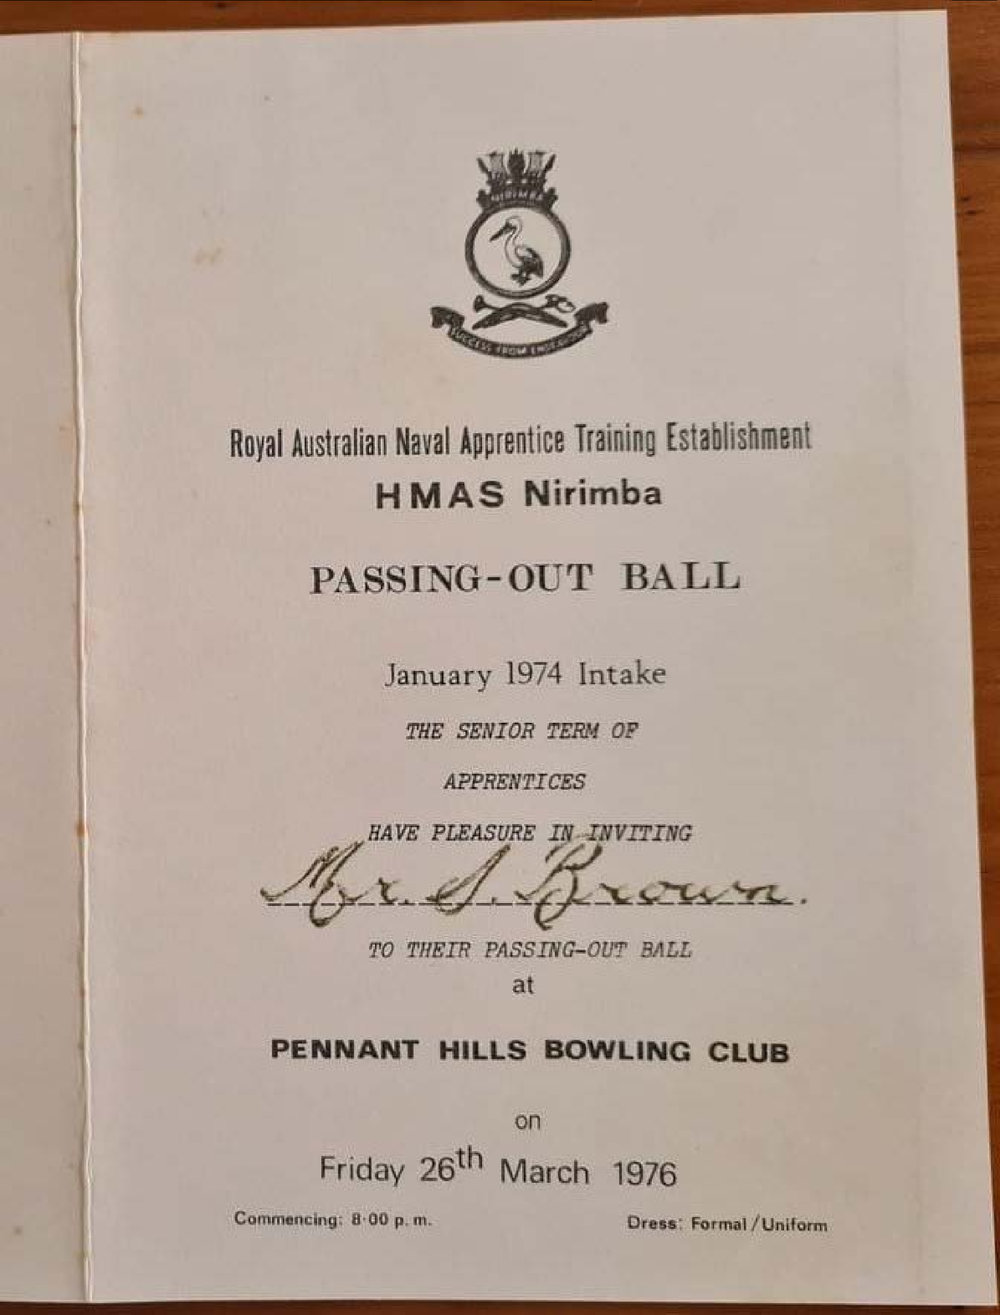 NIRIMBA
SUCCESS FROM ENDEAVOUR
Royal Australian Naval Apprentice Training Establishment
HMAS Nirimba
PASSING-OUT BALL
January 1974 Intake
THE SENIOR TERM OF
APPRENTICES
HAVE PLEASURE IN INVITING
Mr. S. Brown.
TO THEIR PASSING-OUT BALL
at
PENNANT HILLS BOWLING CLUB
on
Friday 26th March 1976
Commencing: 8·00 p.m. Dress: Formal/Uniform